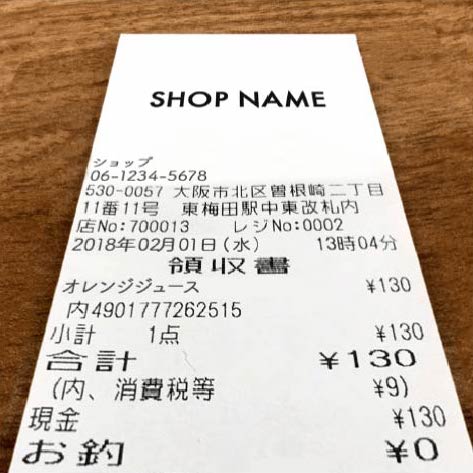 SHOP NAME
ショップ
06-1234-5678
530-0057 大阪市北区曽根崎二丁目
11番11号 東梅田駅中東改札内
店No:700013 レジNo:0002
2018年02月01日(水) 13時04分
領収書
オレンジジュース ¥130
内4901777262515
小計 1点 ¥130
合計 ¥130
(内、消費税等 ¥9)
現金 ¥130
お釣 ¥0